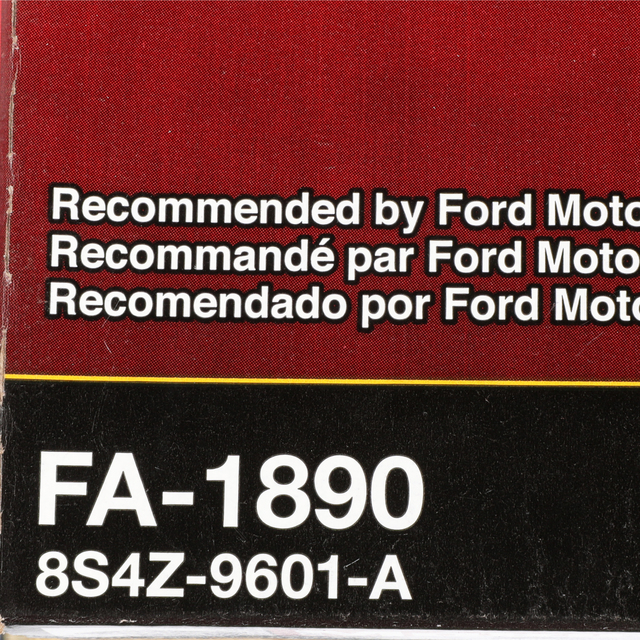 Recommended by Ford Moto
Recommandé par Ford Moto
Recomendado por Ford Moto
FA-1890
8S4Z-9601-A